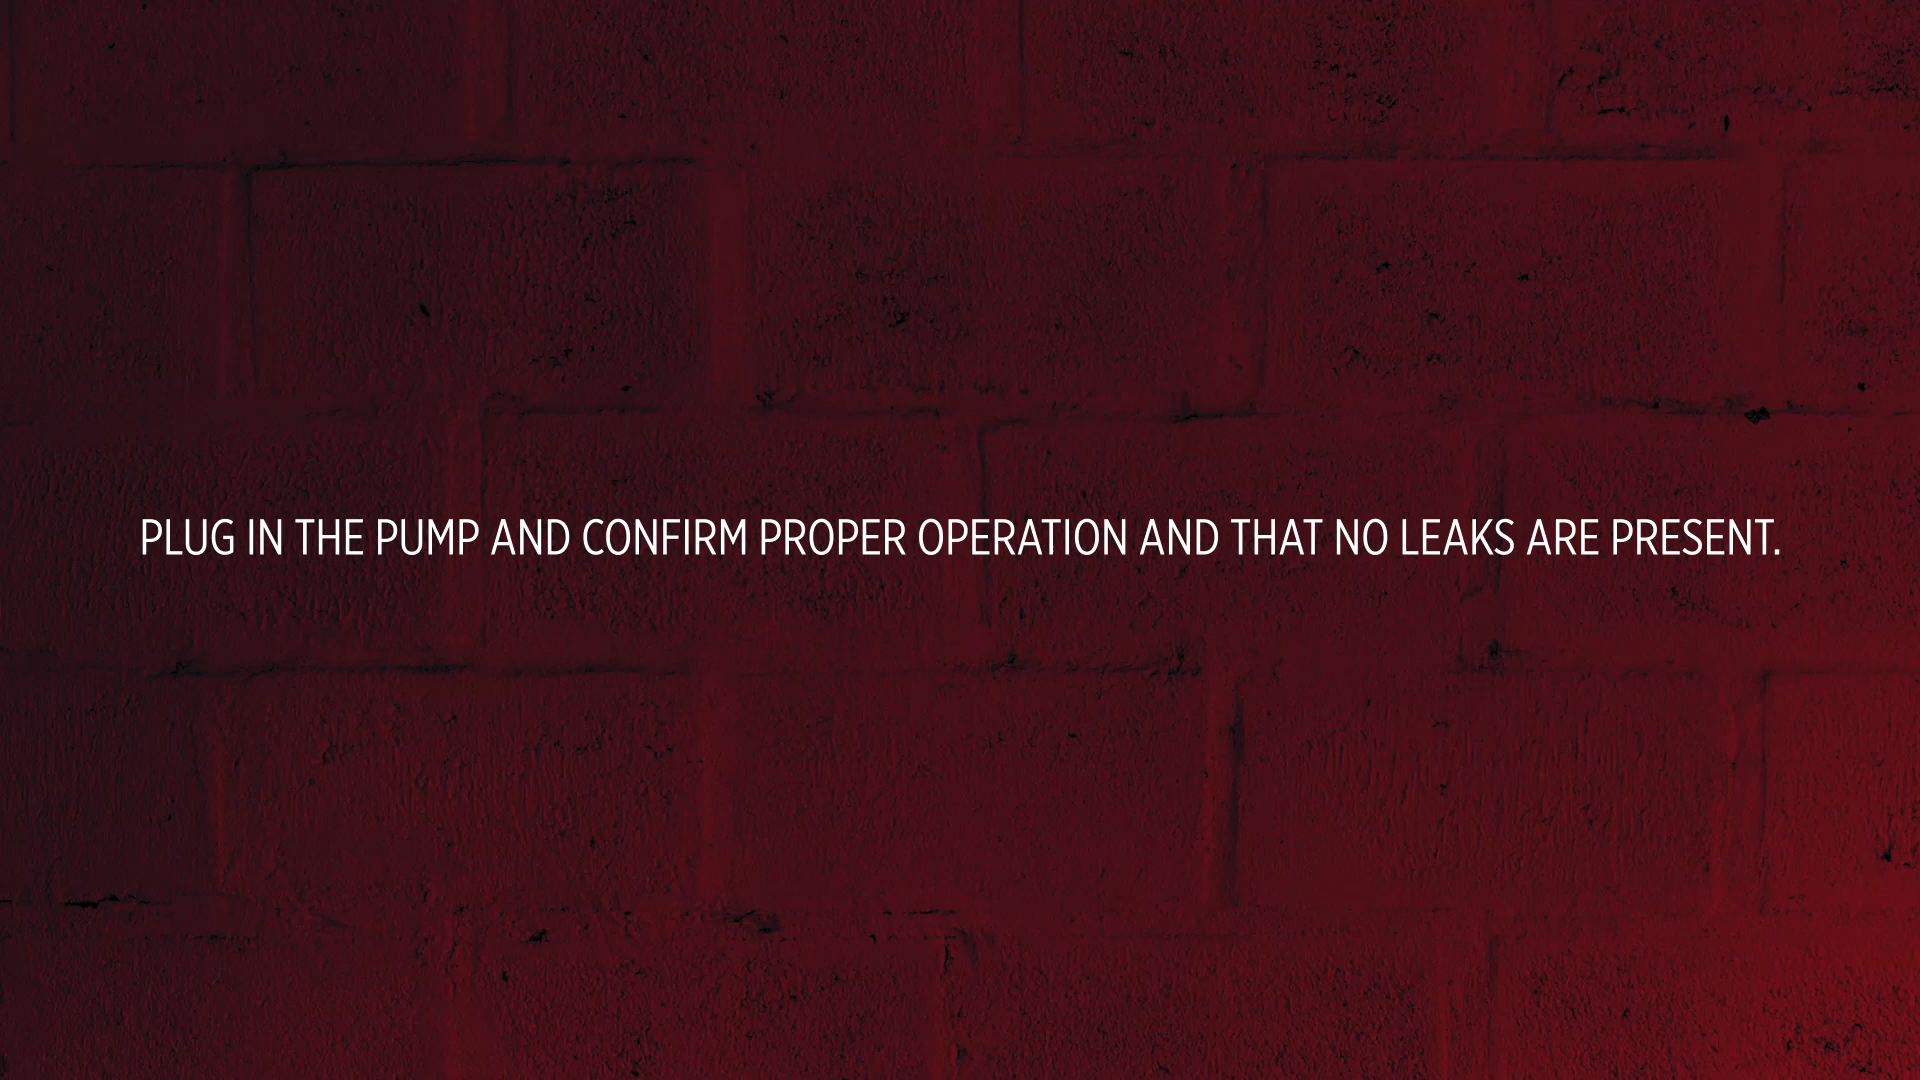 PLUG IN THE PUMP AND CONFIRM PROPER OPERATION AND THAT NO LEAKS ARE PRESENT.